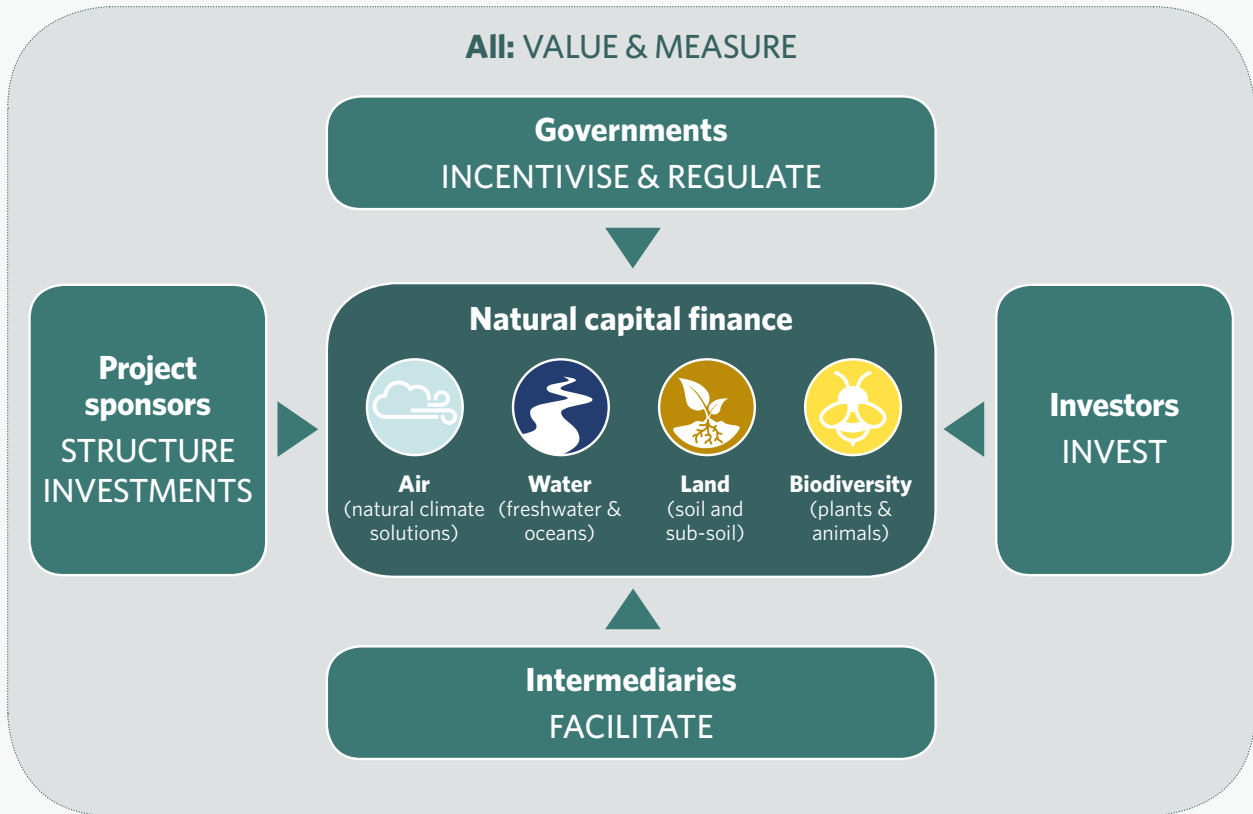 All: VALUE & MEASURE
Governments
INCENTIVISE & REGULATE
Project
sponsors
STRUCTURE
INVESTMENTS
Natural capital finance
Air
(natural climate
solutions)
Water
(freshwater &
oceans)
Land
(soil and
sub-soil)
Biodiversity
(plants &
animals)
Investors
INVEST
Intermediaries
FACILITATE